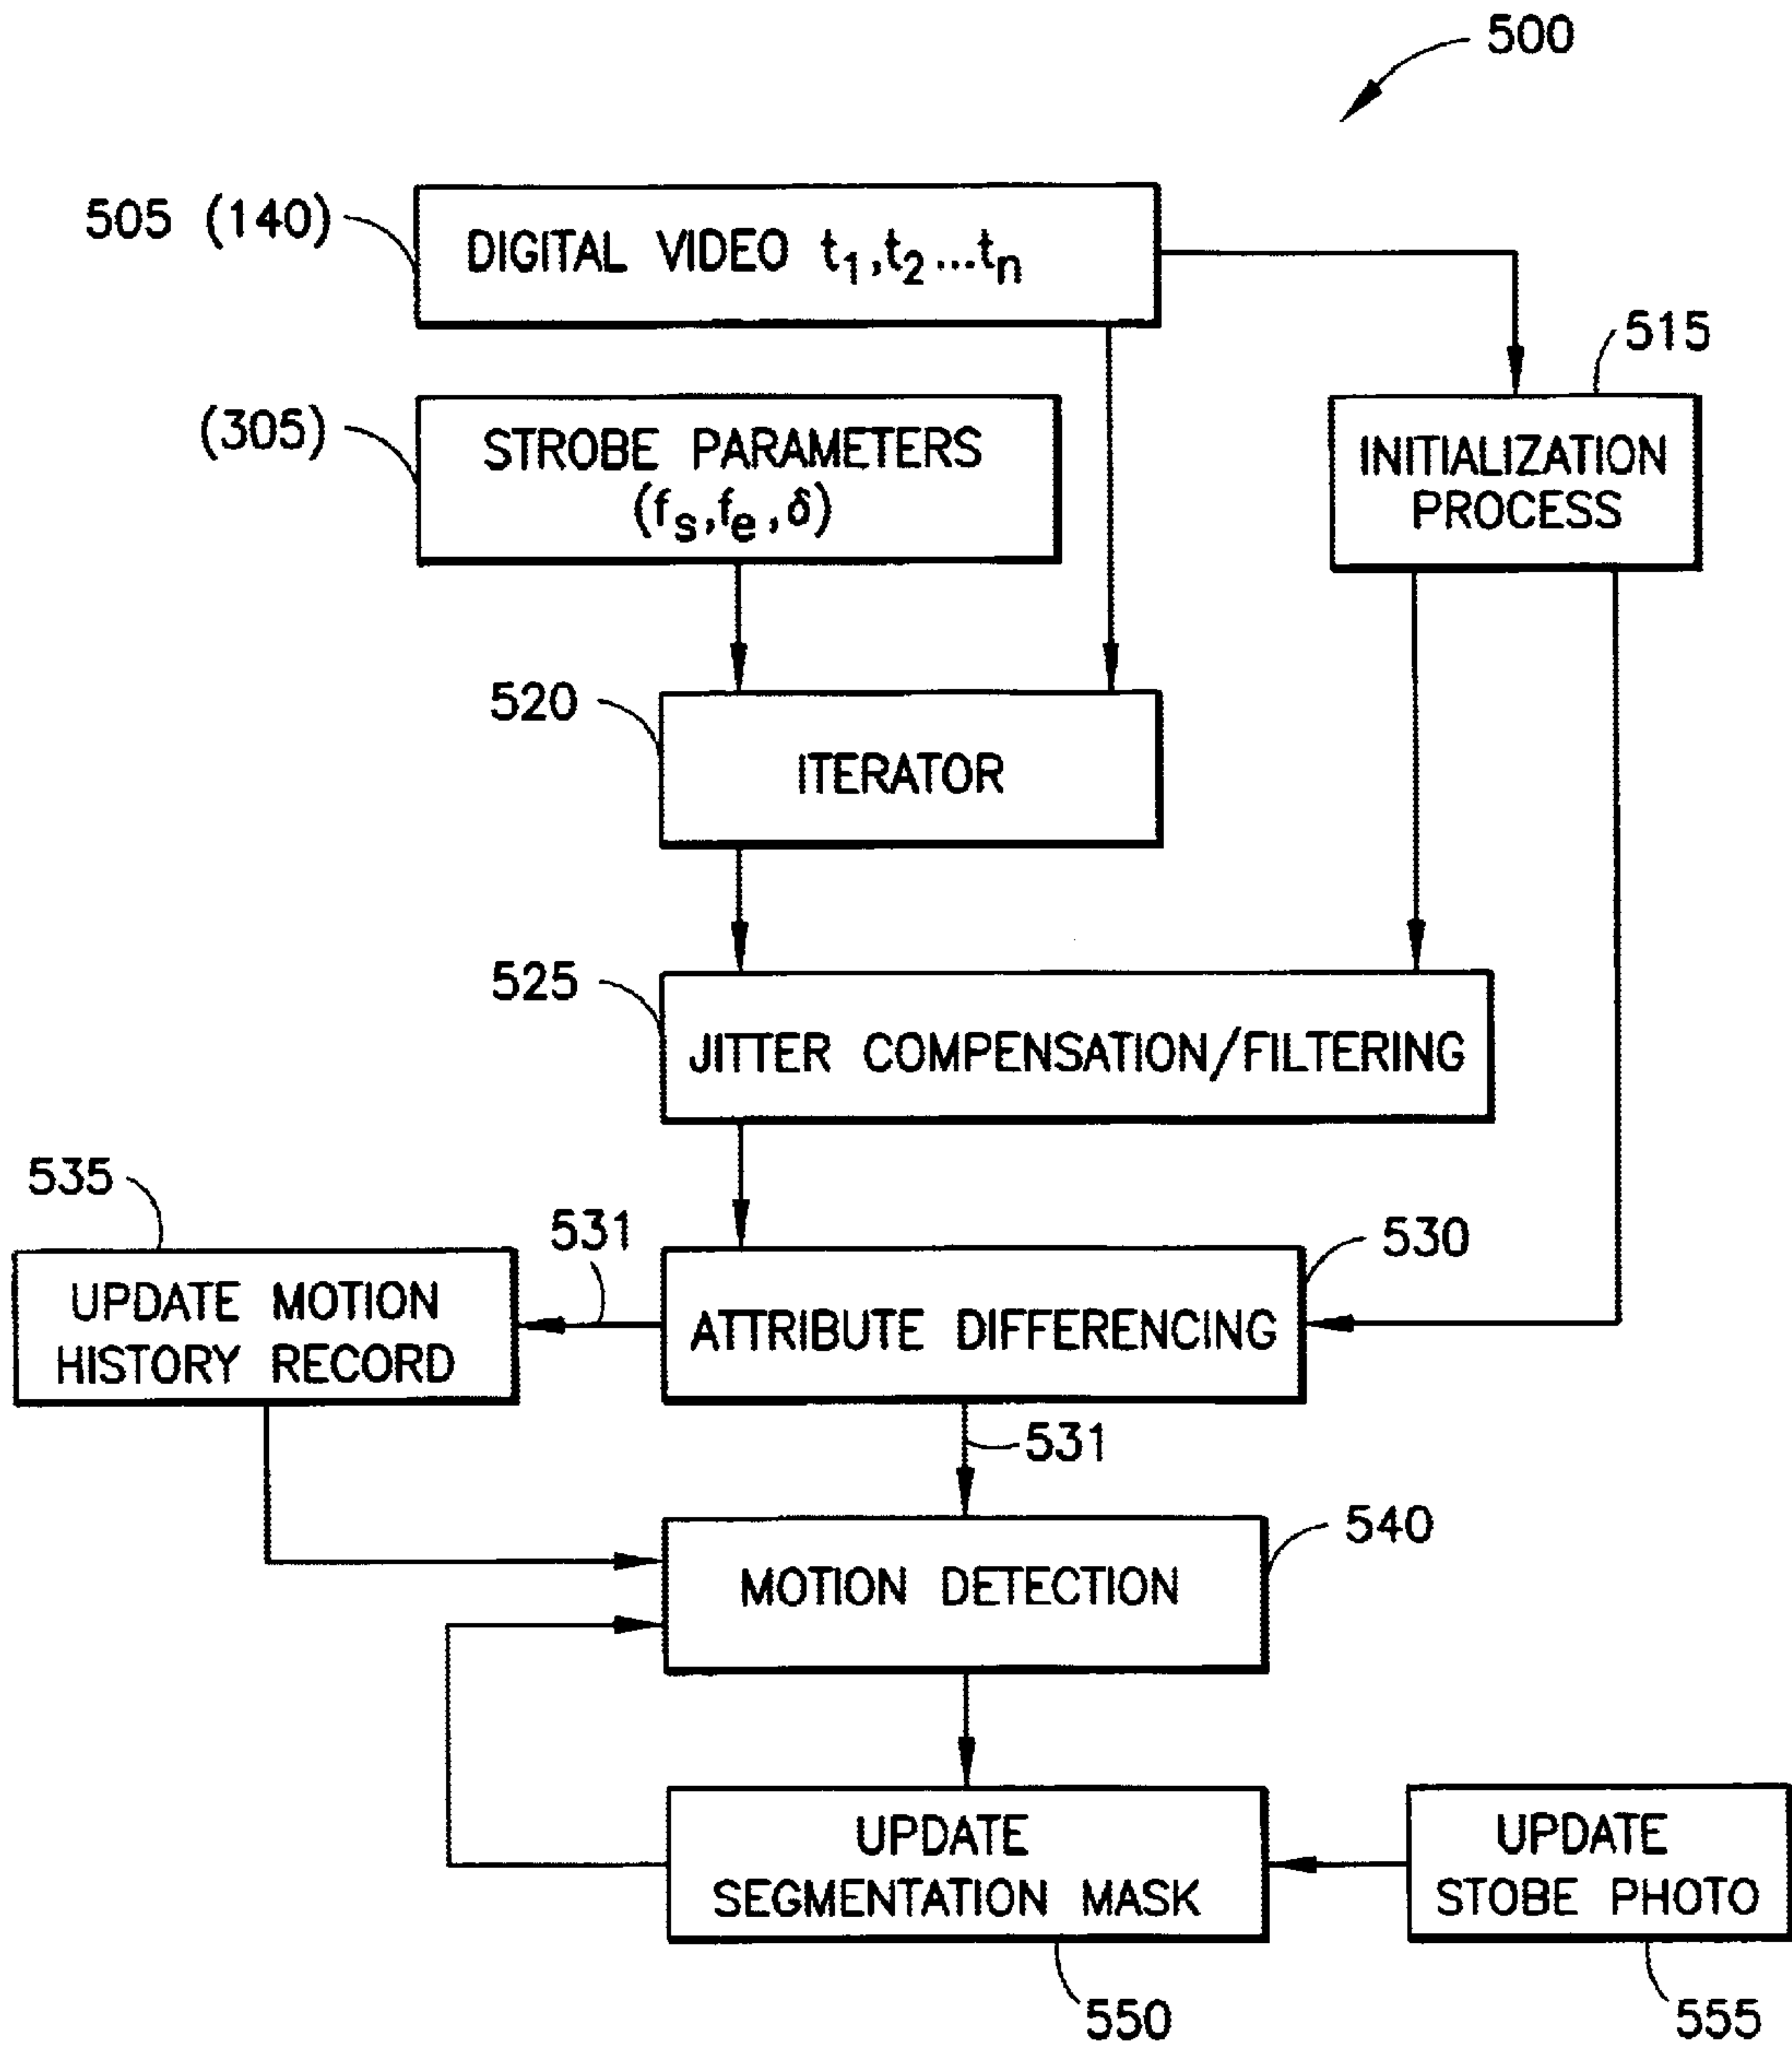 500
505 (140)
DIGITAL VIDEO t₁,t₂...tₙ
515
(305)
STROBE PARAMETERS
(fₛ,fₑ,δ)
INITIALIZATION
PROCESS
520
ITERATOR
525
JITTER COMPENSATION/FILTERING
535
531
530
UPDATE MOTION
HISTORY RECORD
ATTRIBUTE DIFFERENCING
531
540
MOTION DETECTION
UPDATE
SEGMENTATION MASK
UPDATE
STOBE PHOTO
550
555